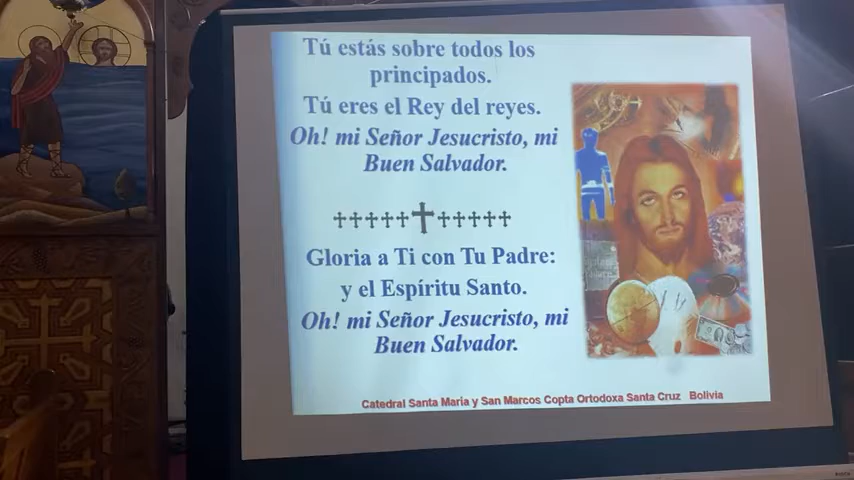 Tú estás sobre todos los
principados.
Tú eres el Rey del reyes.
Oh! mi Señor Jesucristo, mi
Buen Salvador.
Gloria a Ti con Tu Padre:
y el Espíritu Santo.
Oh! mi Señor Jesucristo, mi
Buen Salvador.
Catedral Santa María y San Marcos Copta Ortodoxa Santa Cruz Bolivia